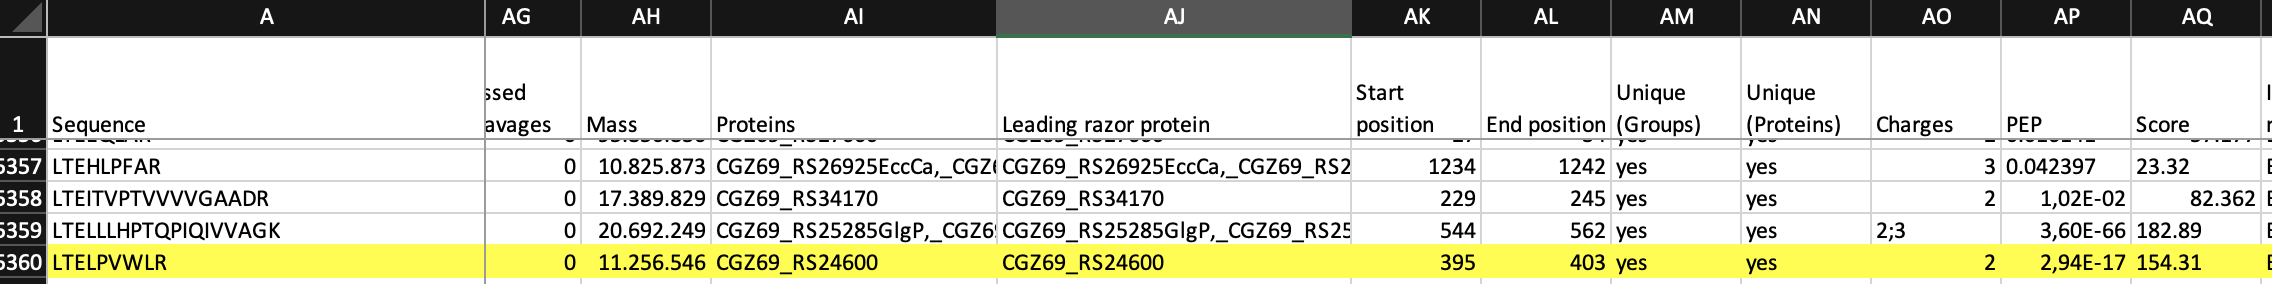 A AG AH AI AJ AK AL AM AN AO AP AQ
ssed Start Unique Unique
1 Sequence avages Mass Proteins Leading razor protein position End position (Groups) (Proteins) Charges PEP Score
5357 LTEHLPFAR 0 10.825.873 CGZ69_RS26925EccCa,_CGZ6 CGZ69_RS26925EccCa,_CGZ69_RS2 1234 1242 yes yes 3 0.042397 23.32
5358 LTEITVPTVVVVGAADR 0 17.389.829 CGZ69_RS34170 CGZ69_RS34170 229 245 yes yes 2 1,02E-02 82.362
5359 LTELLLHPTQPIQIVVAGK 0 20.692.249 CGZ69_RS25285GlgP,_CGZ69 CGZ69_RS25285GlgP,_CGZ69_RS25 544 562 yes yes 2;3 3,60E-66 182.89
5360 LTELPVWLR 0 11.256.546 CGZ69_RS24600 CGZ69_RS24600 395 403 yes yes 2 2,94E-17 154.31